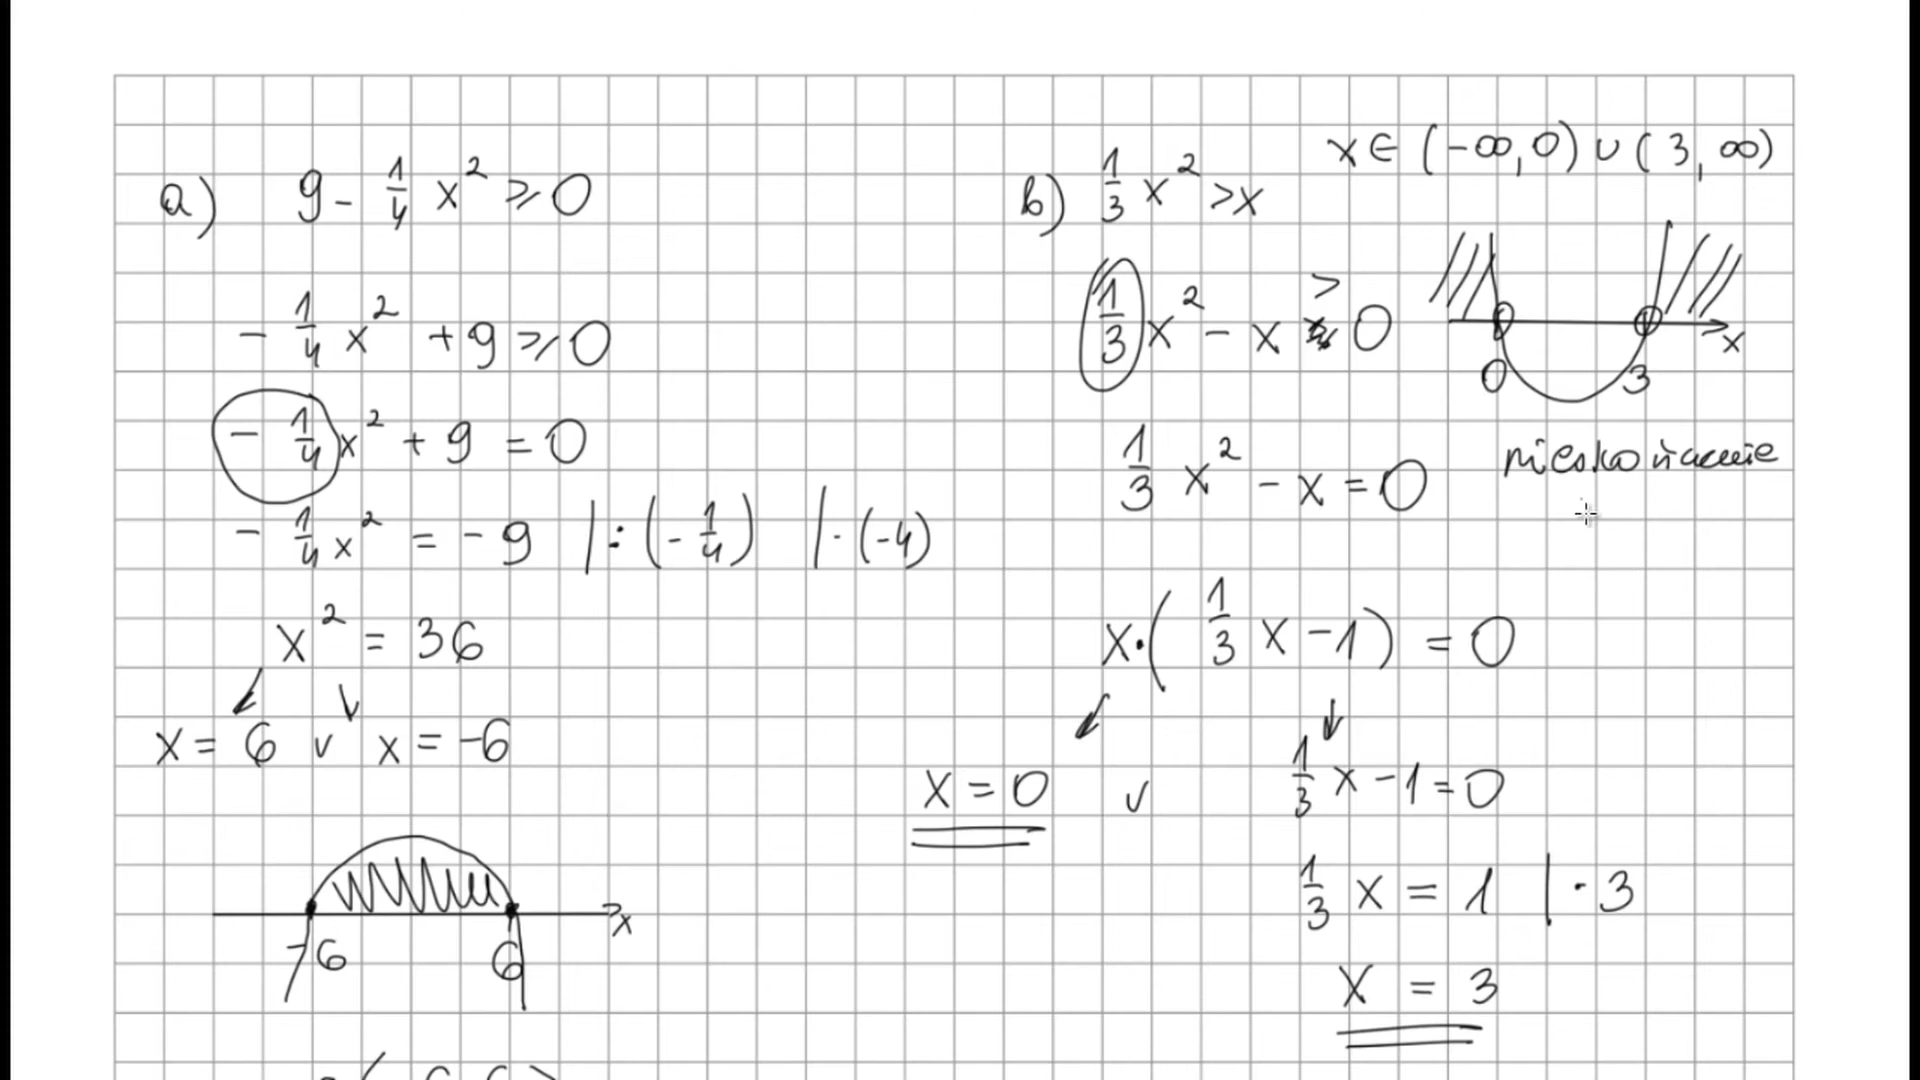 a) 9 - 1/4 x² ⩾ 0
- 1/4 x² + 9 ⩾ 0
- 1/4 x² + 9 = 0
- 1/4 x² = - 9 | : (- 1/4) | · (-4)
x² = 36
x = 6 v x = -6
-6 6 x
b) 1/3 x² > x
x ∈ (-∞, 0) ∪ (3, ∞)
1/3 x² - x > 0
0 3 x
1/3 x² - x = 0
x · (1/3 x - 1) = 0
x = 0 v 1/3 x - 1 = 0
1/3 x = 1 | · 3
x = 3